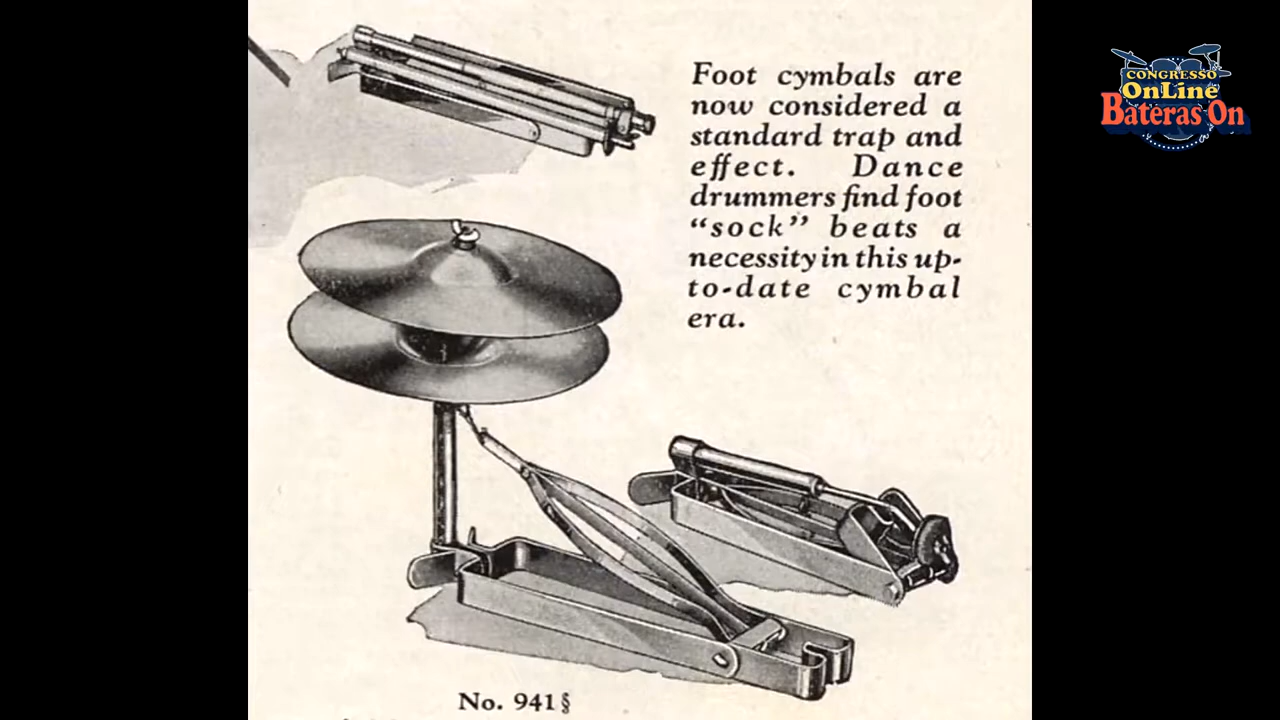 Foot cymbals are
now considered a
standard trap and
effect. Dance
drummers find foot
“sock” beats a
necessity in this up-
to-date cymbal
era.
CONGRESSO
OnLine
Bateras On
No. 941§